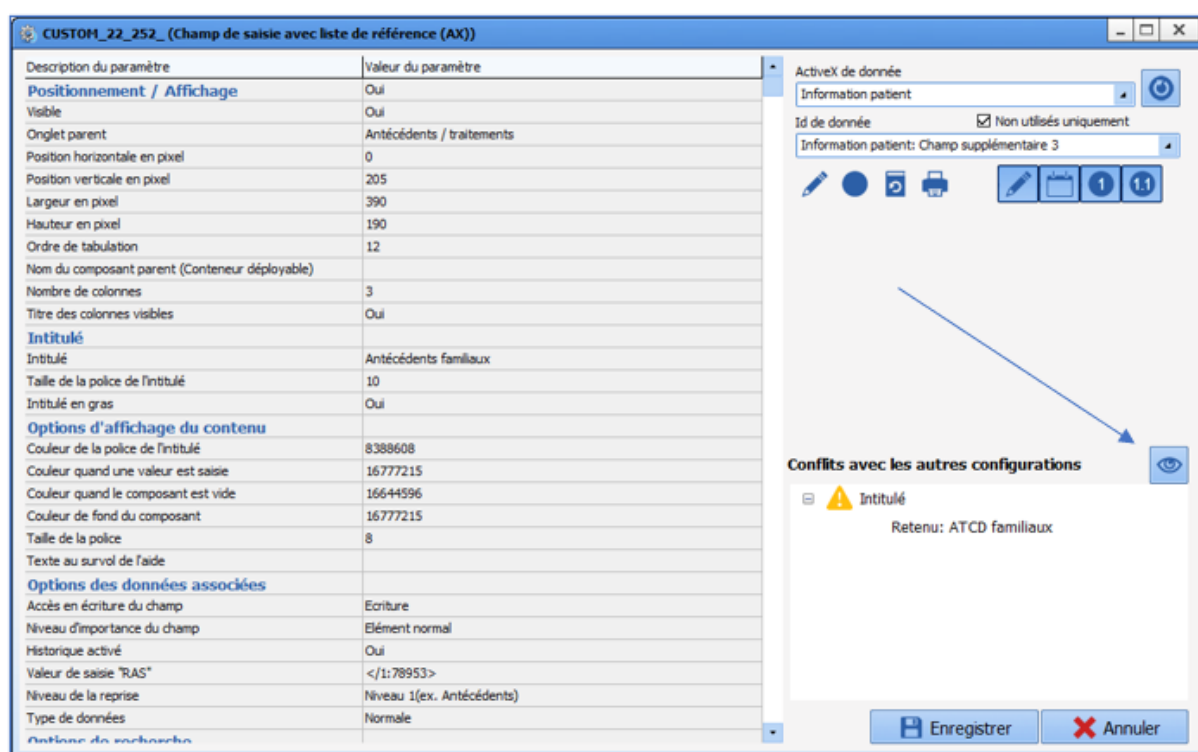 CUSTOM_22_252_ (Champ de saisie avec liste de référence (AX))
Description du paramètre Valeur du paramètre
Positionnement / Affichage Oui
Visible Oui
Onglet parent Antécédents / traitements
Position horizontale en pixel 0
Position verticale en pixel 205
Largeur en pixel 390
Hauteur en pixel 190
Ordre de tabulation 12
Nom du composant parent (Conteneur déployable)
Nombre de colonnes 3
Titre des colonnes visibles Oui
Intitulé
Intitulé Antécédents familiaux
Taille de la police de l'intitulé 10
Intitulé en gras Oui
Options d'affichage du contenu
Couleur de la police de l'intitulé 8388608
Couleur quand une valeur est saisie 16777215
Couleur quand le composant est vide 16644596
Couleur de fond du composant 16777215
Taille de la police 8
Texte au survol de l'aide
Options des données associées
Accès en écriture du champ Ecriture
Niveau d'importance du champ Elément normal
Historique activé Oui
Valeur de saisie "RAS" </1:78953>
Niveau de la reprise Niveau 1(ex. Antécédents)
Type de données Normale
Options de recherche
ActiveX de donnée
Information patient
Id de donnée Non utilisés uniquement
Information patient: Champ supplémentaire 3
1 1.1
Conflits avec les autres configurations
Intitulé
Retenu: ATCD familiaux
Enregistrer Annuler